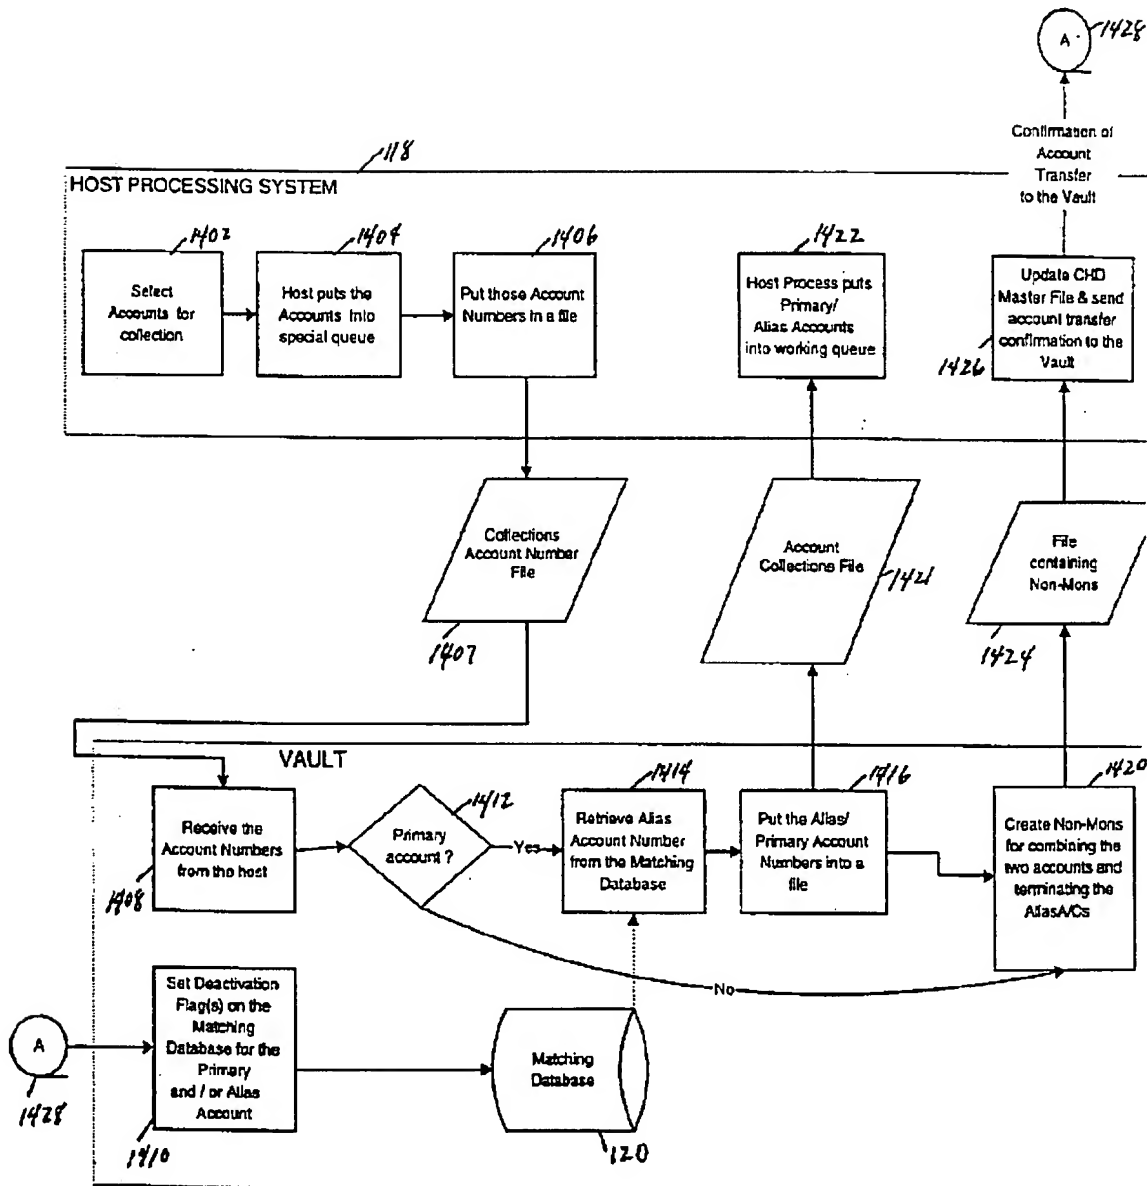 A
1428
Confirmation of
Account
Transfer
to the Vault
118
HOST PROCESSING SYSTEM
1402
Select
Accounts for
collection
1404
Host puts the
Accounts Into
special queue
1406
Put those Account
Numbers in a file
1422
Host Process puts
Primary/
Alias Accounts
into working queue
Update CHD
Master File & send
account transfer
confirmation to the
Vault
1426
Collections
Account Number
File
1407
Account
Collections File
1421
File
containing
Non-Mons
1424
VAULT
Receive the
Account Numbers
from the host
1408
Primary
account ?
1412
Yes
No
1414
Retrieve Alias
Account Number
from the Matching
Database
1416
Put the Alias/
Primary Account
Numbers into a
file
1420
Create Non-Mons
for combining the
two accounts and
terminating the
AliasA/Cs
A
1428
Set Deactivation
Flag(s) on the
Matching
Database for the
Primary
and / or Alias
Account
1410
Matching
Database
120